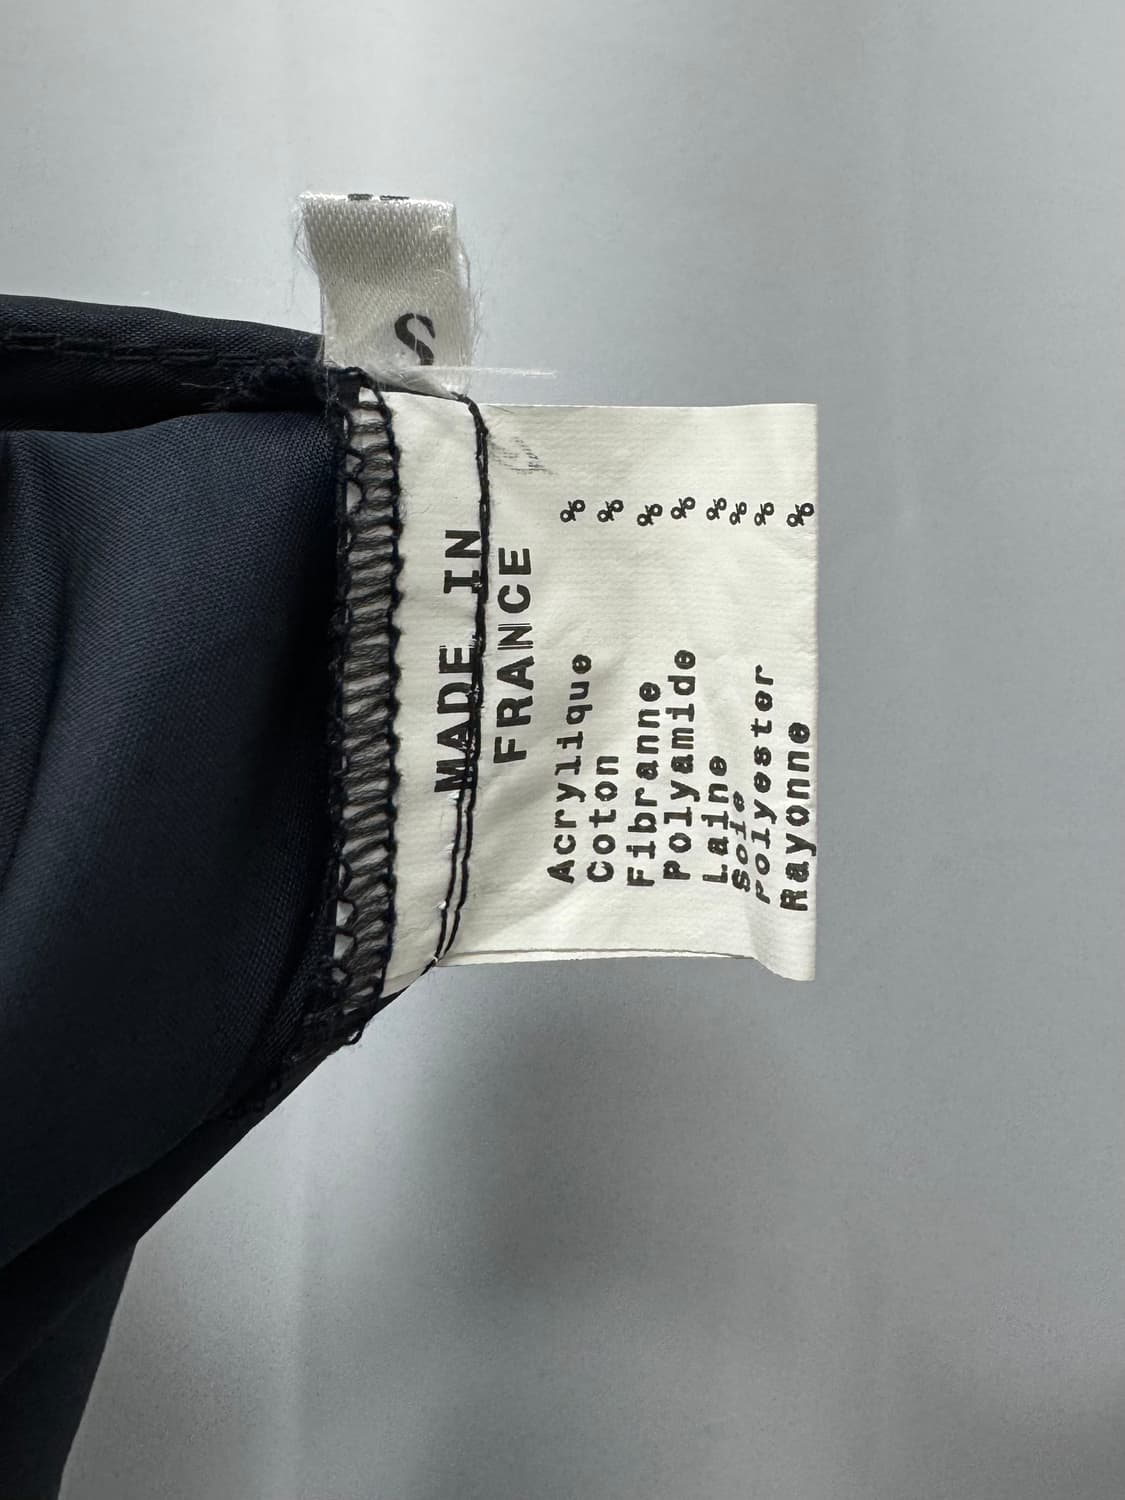 S
MADE IN
FRANCE
Acrylique %
Coton %
Fibranne %
Polyamide %
Laine %
Soie %
Polyester %
Rayonne %